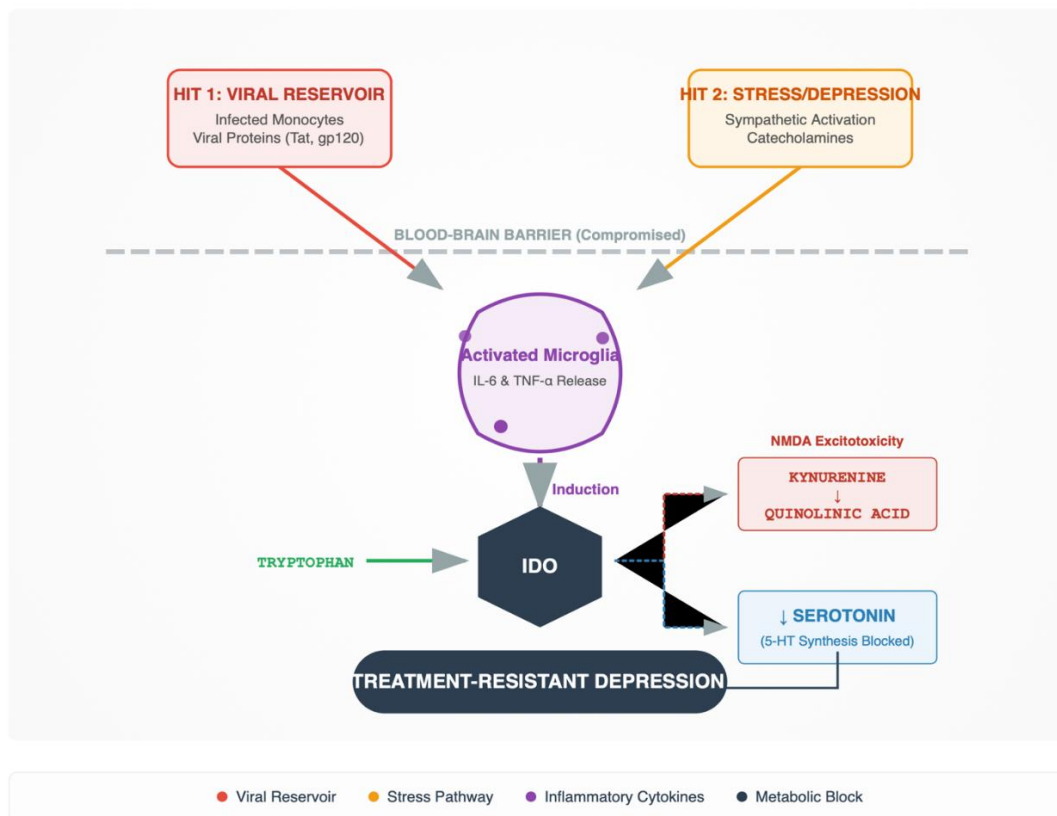 HIT 1: VIRAL RESERVOIR
Infected Monocytes
Viral Proteins (Tat, gp120)
HIT 2: STRESS/DEPRESSION
Sympathetic Activation
Catecholamines
BLOOD-BRAIN BARRIER (Compromised)
Activated Microglia
IL-6 & TNF-α Release
Induction
NMDA Excitotoxicity
KYNURENINE
↓
QUINOLINIC ACID
TRYPTOPHAN
IDO
↓ SEROTONIN
(5-HT Synthesis Blocked)
TREATMENT-RESISTANT DEPRESSION
Viral Reservoir
Stress Pathway
Inflammatory Cytokines
Metabolic Block